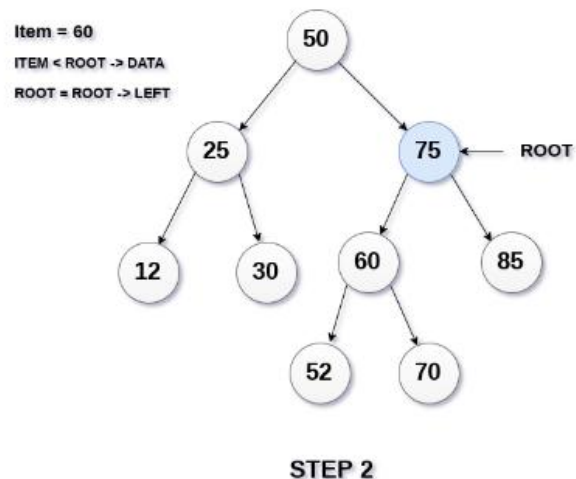 Item = 60
ITEM < ROOT -> DATA
ROOT = ROOT -> LEFT
50
25
75
ROOT
12
30
60
85
52
70
STEP 2